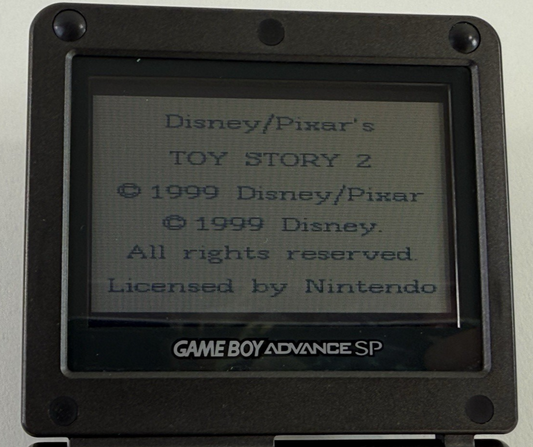 Disney/Pixar's
TOY STORY 2
© 1999 Disney/Pixar
© 1999 Disney.
All rights reserved.
Licensed by Nintendo
GAME BOY ADVANCE SP